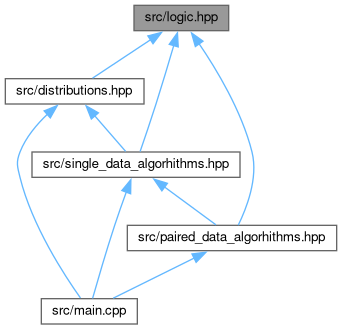 src/logic.hpp
src/distributions.hpp
src/single_data_algorhithms.hpp
src/paired_data_algorhithms.hpp
src/main.cpp